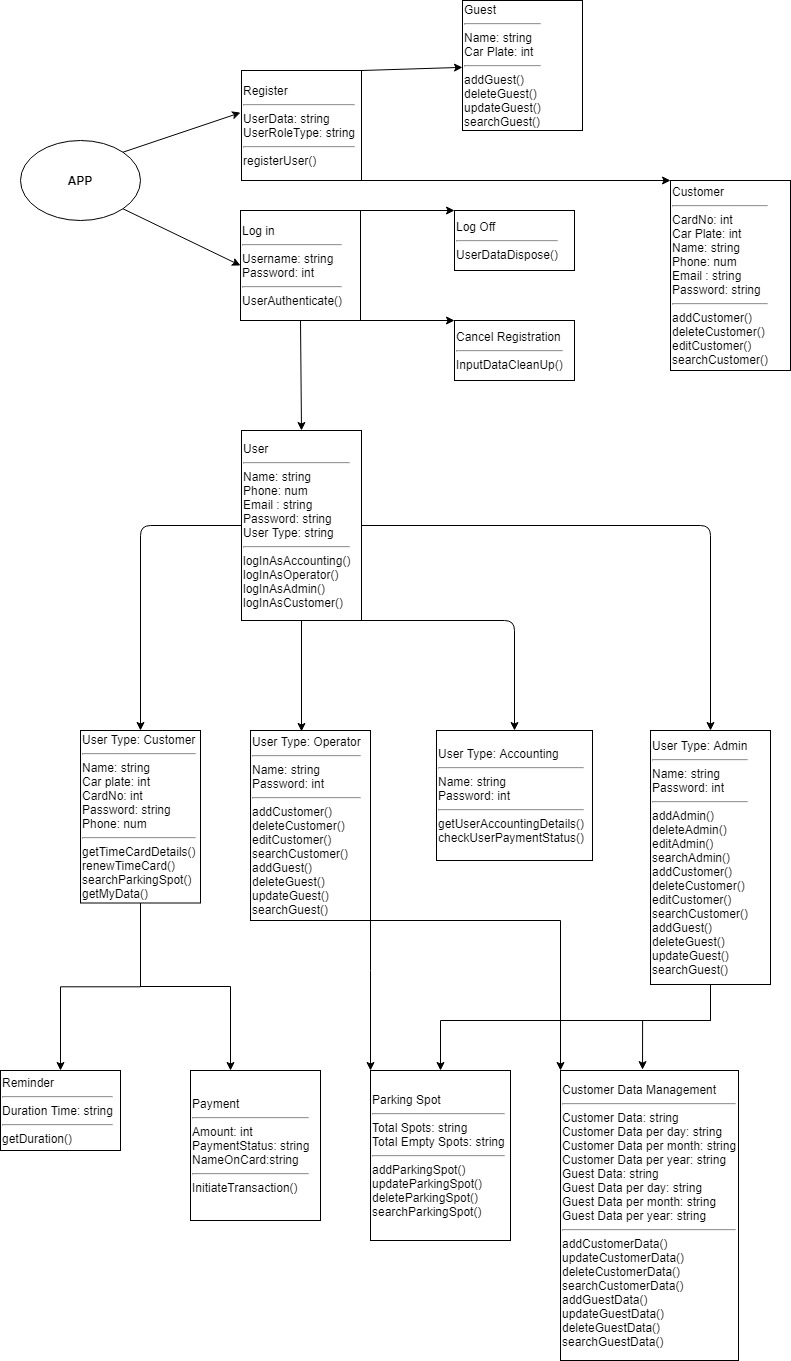 Guest
Name: string
Car Plate: int
addGuest()
deleteGuest()
updateGuest()
searchGuest()
Register
UserData: string
UserRoleType: string
registerUser()
APP
Customer
CardNo: int
Car Plate: int
Name: string
Phone: num
Email : string
Password: string
addCustomer()
deleteCustomer()
editCustomer()
searchCustomer()
Log in
Username: string
Password: int
UserAuthenticate()
Log Off
UserDataDispose()
Cancel Registration
InputDataCleanUp()
User
Name: string
Phone: num
Email : string
Password: string
User Type: string
logInAsAccounting()
logInAsOperator()
logInAsAdmin()
logInAsCustomer()
User Type: Customer
Name: string
Car plate: int
CardNo: int
Password: string
Phone: num
getTimeCardDetails()
renewTimeCard()
searchParkingSpot()
getMyData()
User Type: Operator
Name: string
Password: int
addCustomer()
deleteCustomer()
editCustomer()
searchCustomer()
addGuest()
deleteGuest()
updateGuest()
searchGuest()
User Type: Accounting
Name: string
Password: int
getUserAccountingDetails()
checkUserPaymentStatus()
User Type: Admin
Name: string
Password: int
addAdmin()
deleteAdmin()
editAdmin()
searchAdmin()
addCustomer()
deleteCustomer()
editCustomer()
searchCustomer()
addGuest()
deleteGuest()
updateGuest()
searchGuest()
Reminder
Duration Time: string
getDuration()
Payment
Amount: int
PaymentStatus: string
NameOnCard:string
InitiateTransaction()
Parking Spot
Total Spots: string
Total Empty Spots: string
addParkingSpot()
updateParkingSpot()
deleteParkingSpot()
searchParkingSpot()
Customer Data Management
Customer Data: string
Customer Data per day: string
Customer Data per month: string
Customer Data per year: string
Guest Data: string
Guest Data per day: string
Guest Data per month: string
Guest Data per year: string
addCustomerData()
updateCustomerData()
deleteCustomerData()
searchCustomerData()
addGuestData()
updateGuestData()
deleteGuestData()
searchGuestData()